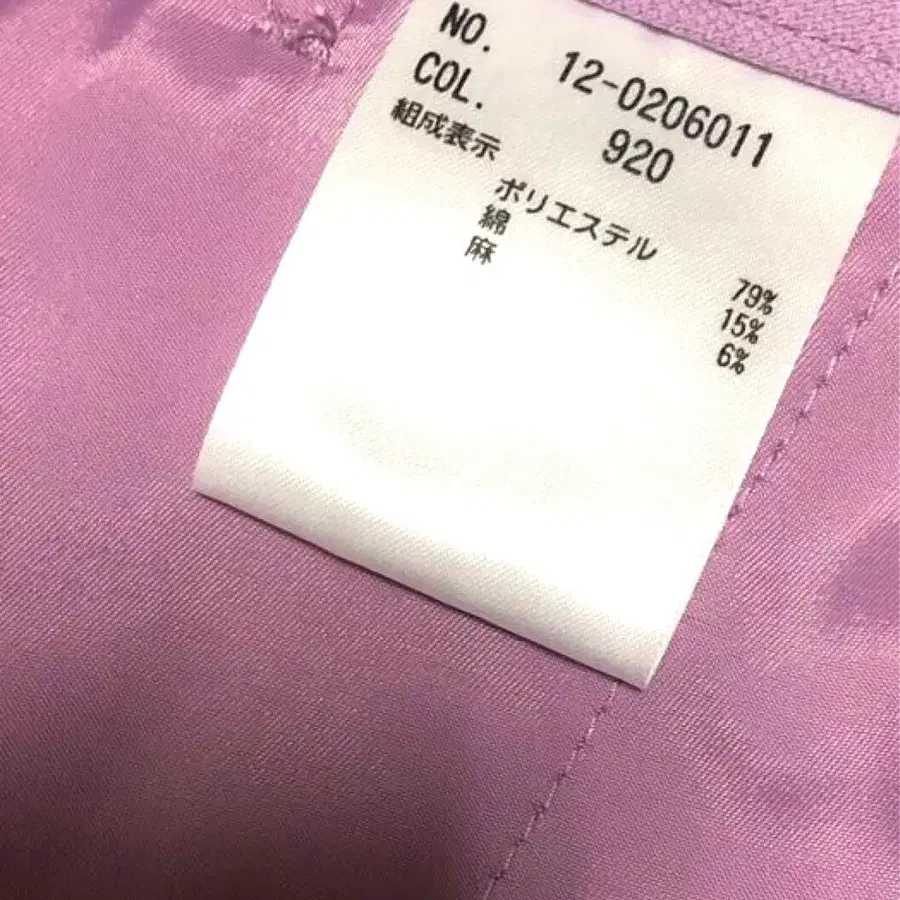 NO. 12-0206011
COL. 920
組成表示
ポリエステル 79%
綿 15%
麻 6%